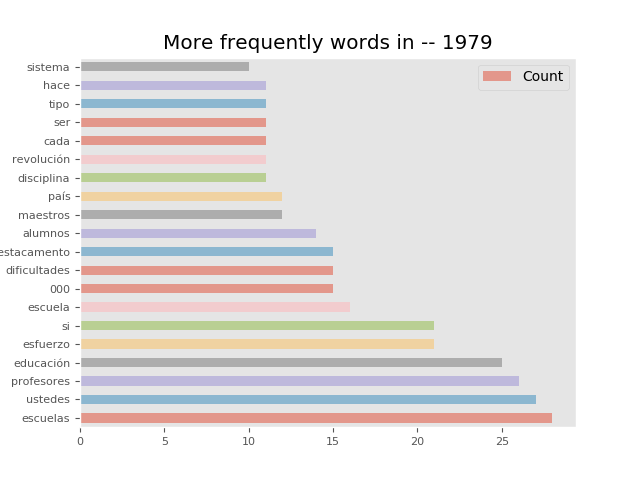 More frequently words in -- 1979
Count
sistema
hace
tipo
ser
cada
revolución
disciplina
país
maestros
alumnos
estacamento
dificultades
000
escuela
si
esfuerzo
educación
profesores
ustedes
escuelas
0 5 10 15 20 25